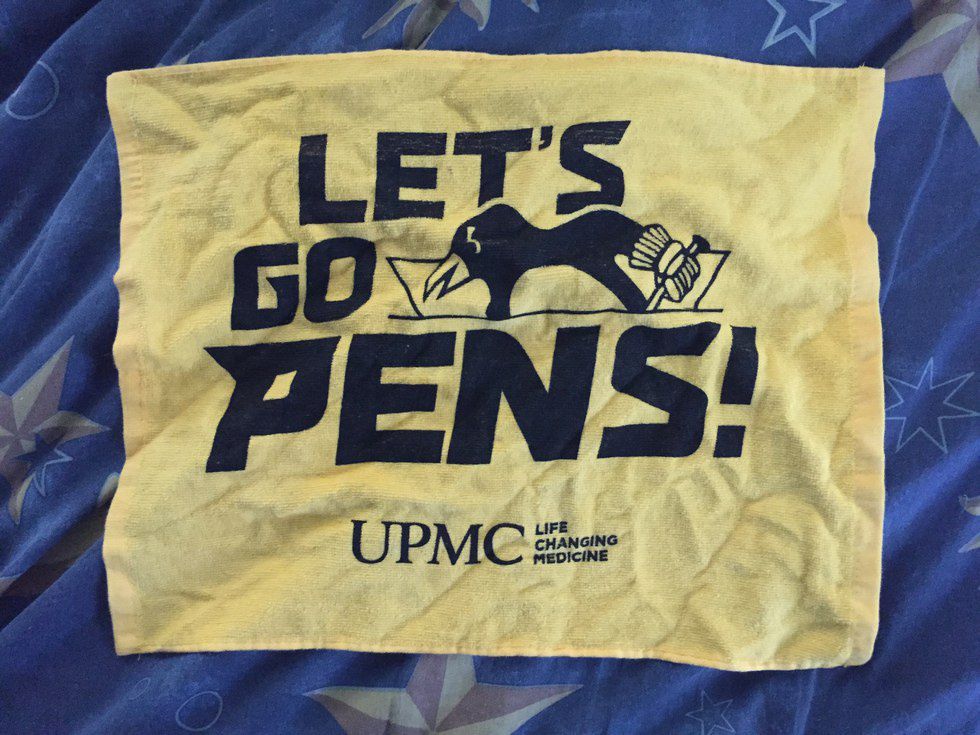 LET'S
GO
PENS!
UPMC LIFE
CHANGING
MEDICINE